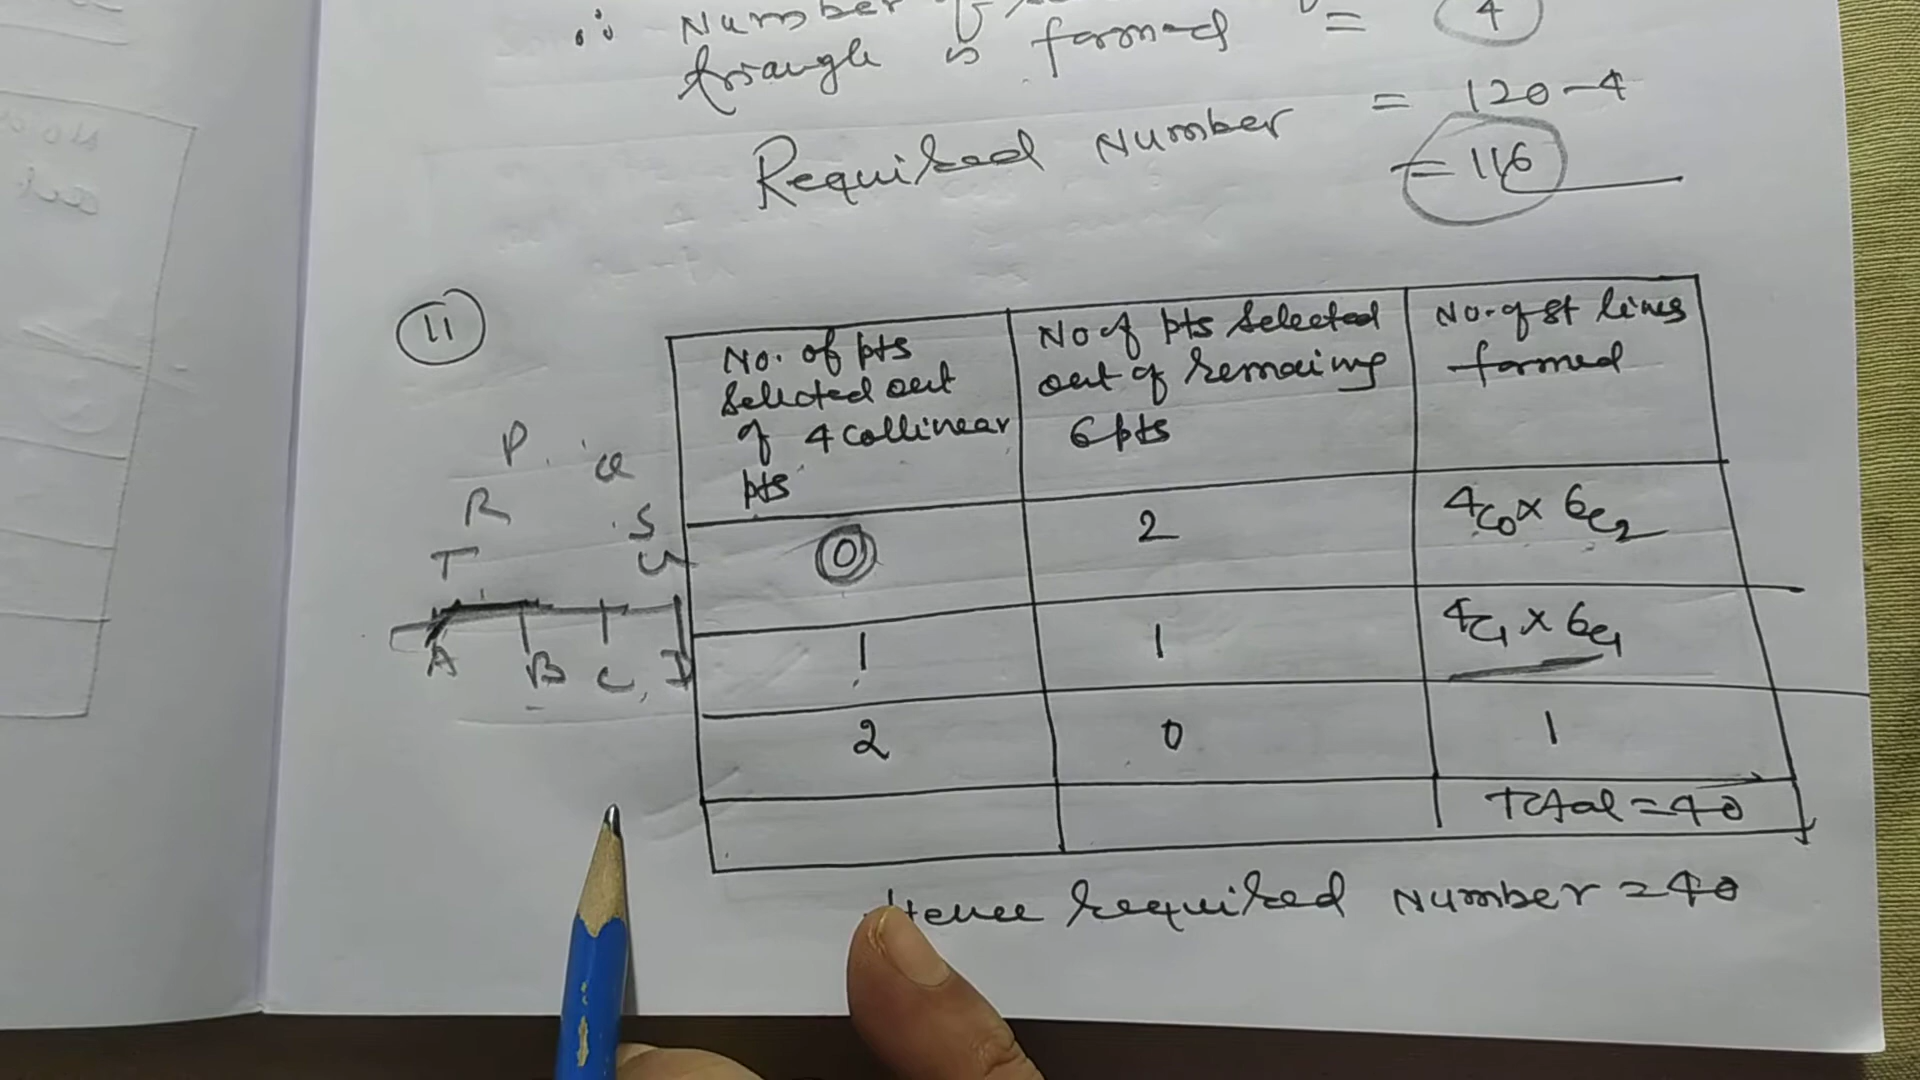 ∴ Number of
triangle is formed = 4
Required Number = 120-4
= 116
11
No. of pts
selected out
of 4 collinear
pts
No of pts selected
out of remaining
6 pts
No. of st lines
formed
0
2
4c0 x 6c2
1
1
4c1 x 6c1
2
0
1
Total = 40
P Q
R S
T U
A B C D
Hence required Number = 40